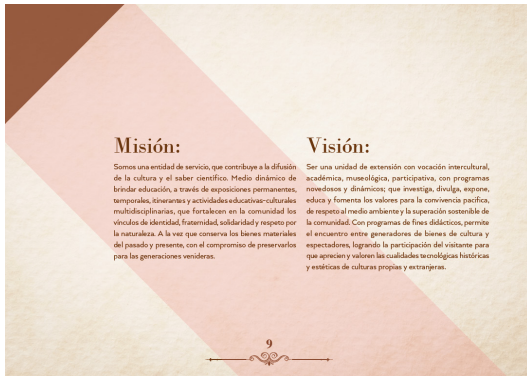 Misión:
Somos una entidad de servicio, que contribuye a la difusión
de la cultura y el saber científico. Medio dinámico de
brindar educación, a través de exposiciones permanentes,
temporales, itinerantes y actividades educativas-culturales
multidisciplinarias, que fortalecen en la comunidad los
vínculos de identidad, fraternidad, solidaridad y respeto por
la naturaleza. A la vez que conserva los bienes materiales
del pasado y presente, con el compromiso de preservarlos
para las generaciones venideras.
Visión:
Ser una unidad de extensión con vocación intercultural,
académica, museológica, participativa, con programas
novedosos y dinámicos; que investiga, divulga, expone,
educa y fomenta los valores para la convivencia pacífica,
de respeto al medio ambiente y la superación sostenible de
la comunidad. Con programas de fines didácticos, permite
el encuentro entre generadores de bienes de cultura y
espectadores, logrando la participación del visitante para
que aprecien y valoren las cualidades tecnológicas históricas
y estéticas de culturas propias y extranjeras.
9